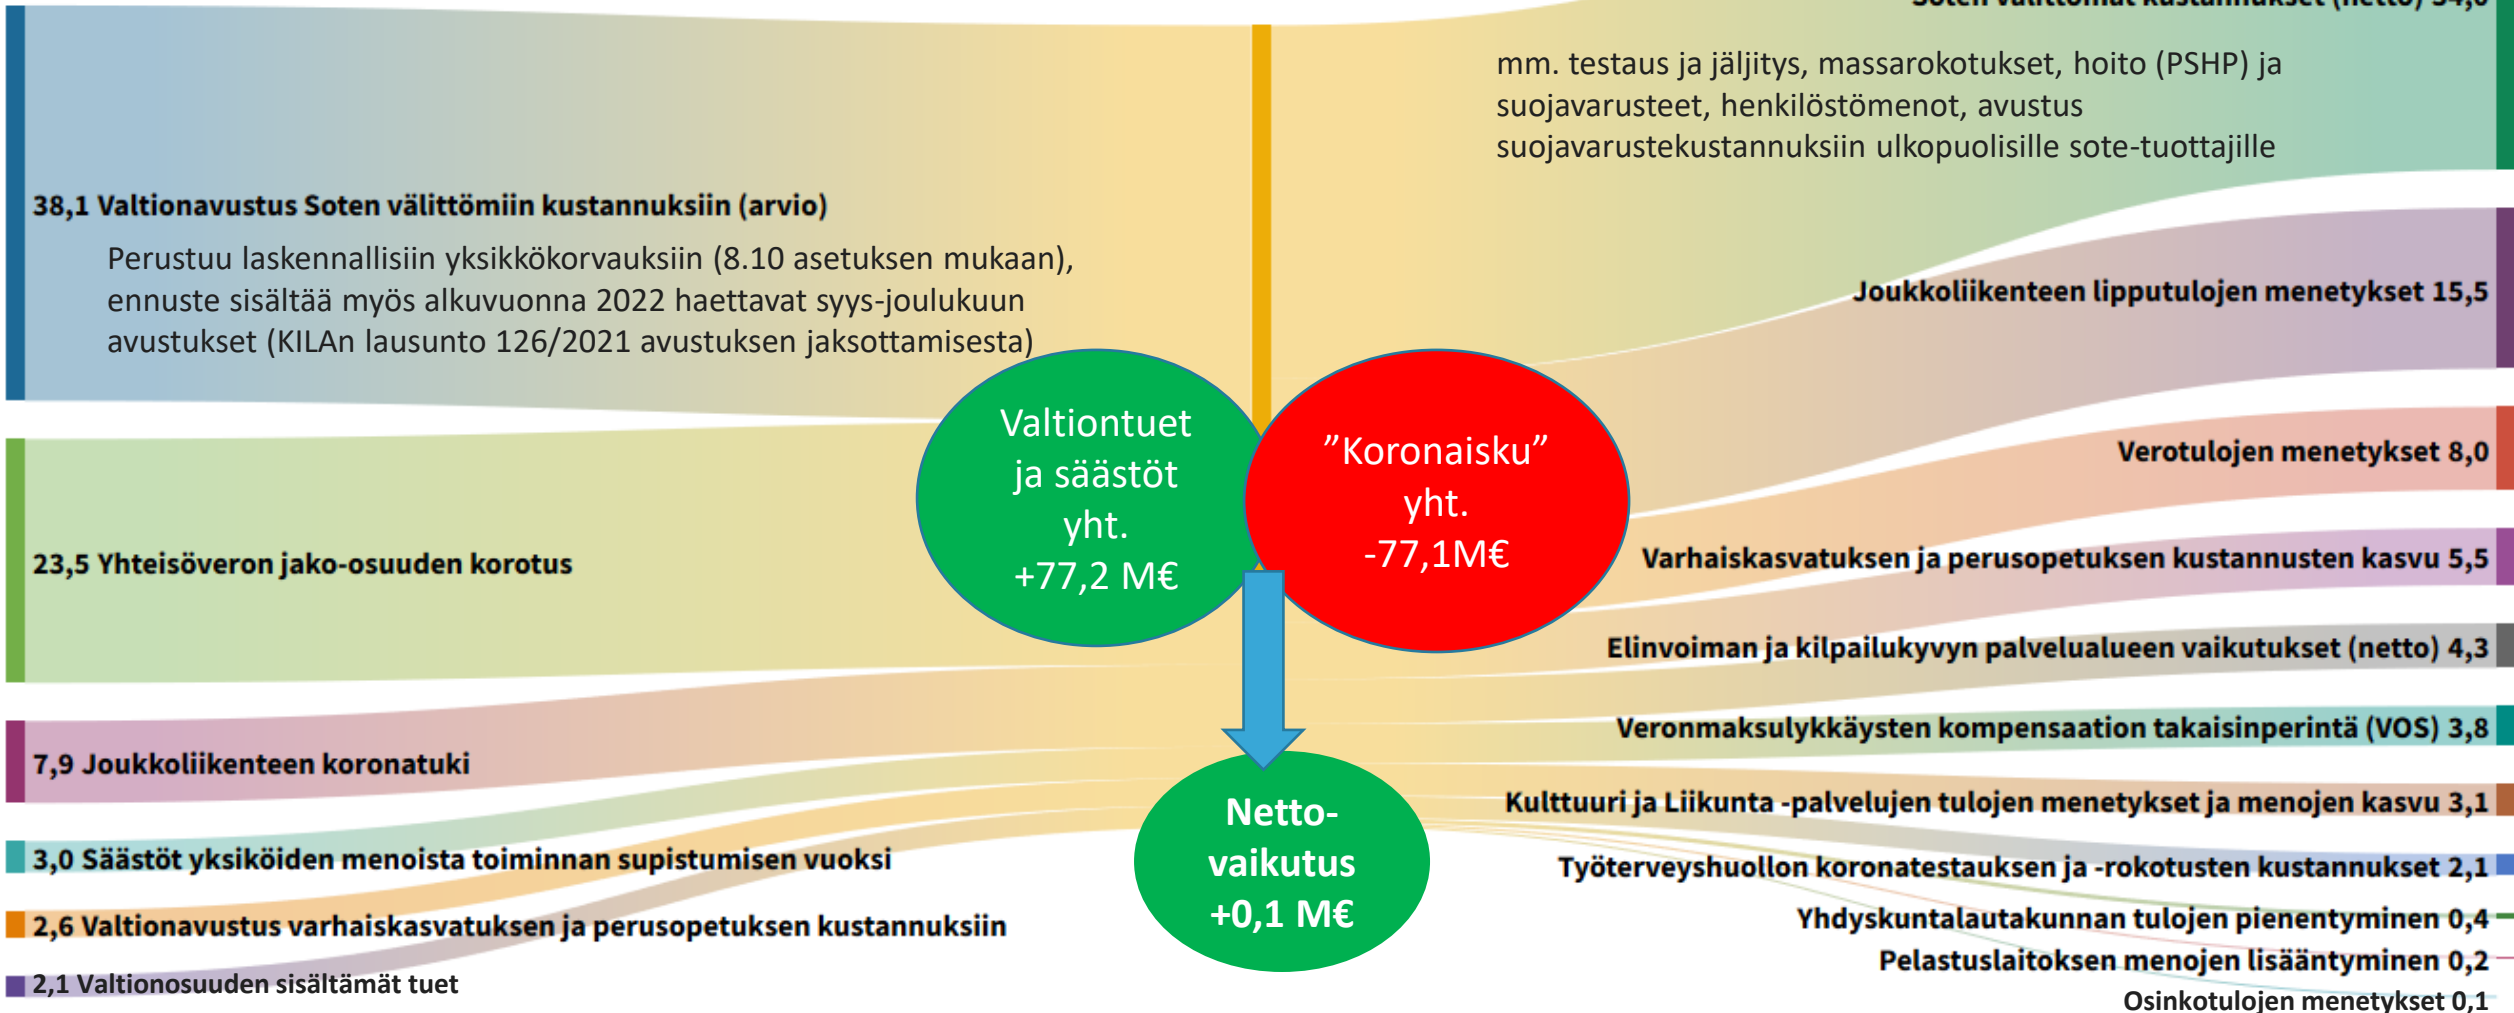 38,1 Valtionavustus Soten välittömiin kustannuksiin (arvio)
Perustuu laskennallisiin yksikkökorvauksiin (8.10 asetuksen mukaan),
ennuste sisältää myös alkuvuonna 2022 haettavat syys-joulukuun
avustukset (KILAn lausunto 126/2021 avustuksen jaksottamisesta)
23,5 Yhteisöveron jako-osuuden korotus
7,9 Joukkoliikenteen koronatuki
3,0 Säästöt yksiköiden menoista toiminnan supistumisen vuoksi
2,6 Valtionavustus varhaiskasvatuksen ja perusopetuksen kustannuksiin
2,1 Valtionosuuden sisältämät tuet
Valtiontuet
ja säästöt
yht.
+77,2 M€
”Koronaisku”
yht.
-77,1M€
Netto-
vaikutus
+0,1 M€
Soten välittömät kustannukset (netto)
mm. testaus ja jäljitys, massarokotukset, hoito (PSHP) ja
suojavarusteet, henkilöstömenot, avustus
suojavarustekustannuksiin ulkopuolisille sote-tuottajille
Joukkoliikenteen lipputulojen menetykset 15,5
Verotulojen menetykset 8,0
Varhaiskasvatuksen ja perusopetuksen kustannusten kasvu 5,5
Elinvoiman ja kilpailukyvyn palvelualueen vaikutukset (netto) 4,3
Veronmaksulykkäysten kompensaation takaisinperintä (VOS) 3,8
Kulttuuri ja Liikunta -palvelujen tulojen menetykset ja menojen kasvu 3,1
Työterveyshuollon koronatestauksen ja -rokotusten kustannukset 2,1
Yhdyskuntalautakunnan tulojen pienentyminen 0,4
Pelastuslaitoksen menojen lisääntyminen 0,2
Osinkotulojen menetykset 0,1